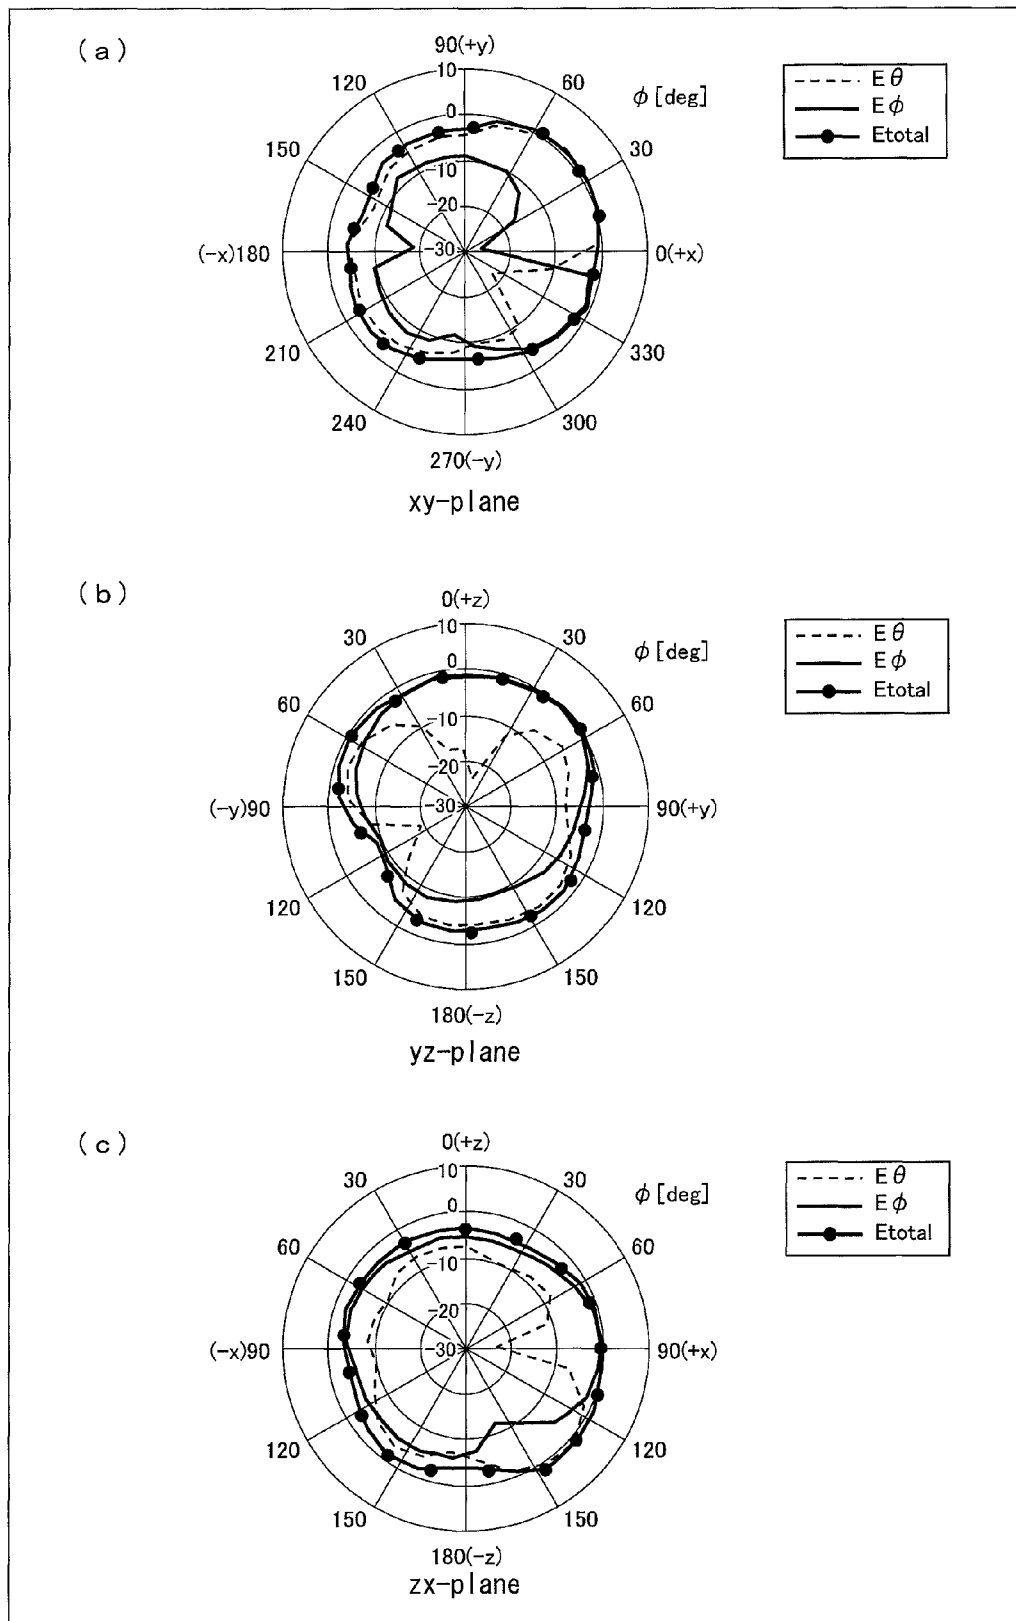 (a)
90(+y)
10
120
60
φ[deg]
Eθ
Eφ
Etotal
0
150
30
-10
-20
(-x)180
-30
0(+x)
210
330
240
300
270(-y)
xy-plane
(b)
0(+z)
10
30
30
φ[deg]
Eθ
Eφ
Etotal
0
60
60
-10
-20
(-y)90
-30
90(+y)
120
120
150
150
180(-z)
yz-plane
(c)
0(+z)
10
30
30
φ[deg]
Eθ
Eφ
Etotal
0
60
60
-10
-20
(-x)90
-30
90(+x)
120
120
150
150
180(-z)
zx-plane